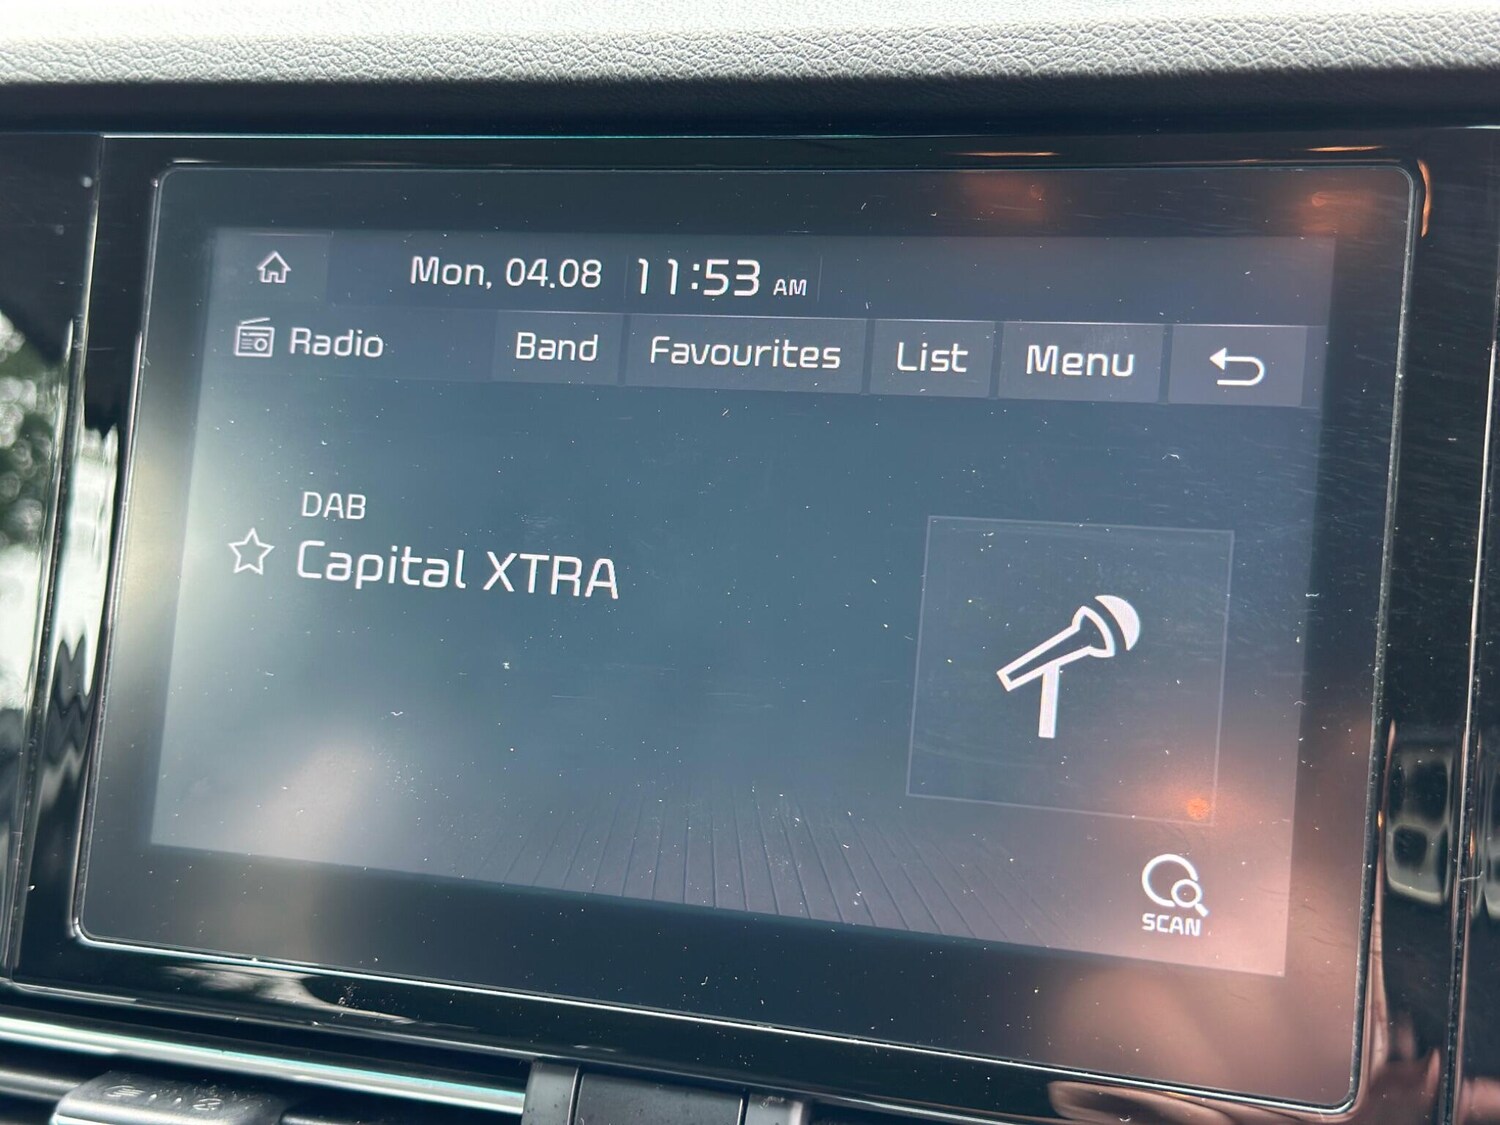 Mon, 04.08 11:53 AM
Radio Band Favourites List Menu
DAB
Capital XTRA
SCAN